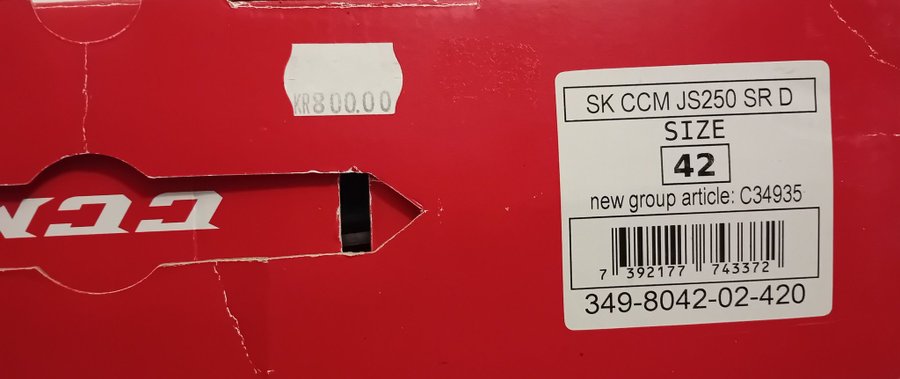 KR800.00
CCM
SK CCM JS250 SR D
SIZE
42
new group article: C34935
7 392177 743372
349-8042-02-420